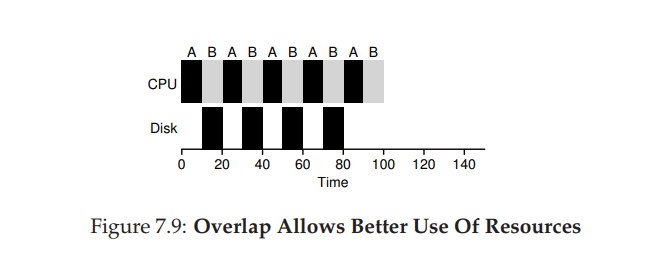 A B A B A B A B A B
CPU
Disk
0 20 40 60 80 100 120 140
Time
Figure 7.9: Overlap Allows Better Use Of Resources